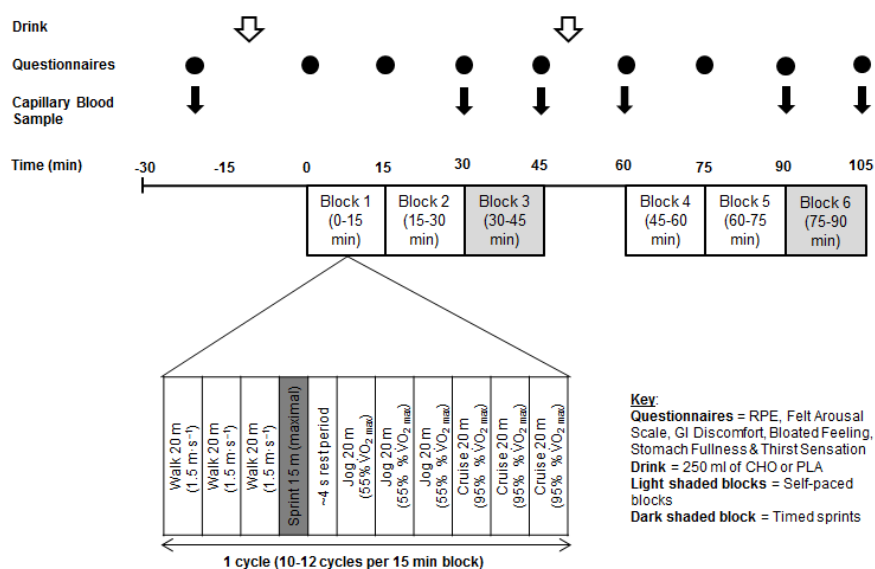 Drink
Questionnaires
Capillary Blood
Sample
Time (min)
-30
-15
0
15
30
45
60
75
90
105
Block 1
(0-15
min)
Block 2
(15-30
min)
Block 3
(30-45
min)
Block 4
(45-60
min)
Block 5
(60-75
min)
Block 6
(75-90
min)
Walk 20 m
(1.5 m·s⁻¹)
Walk 20 m
(1.5 m·s⁻¹)
Walk 20 m
(1.5 m·s⁻¹)
Sprint 15 m (maximal)
~4 s rest period
Jog 20 m
(55% V̇O2 max)
Jog 20 m
(55% % V̇O2 max)
Jog 20 m
(55% % V̇O2 max)
Cruise 20 m
(95% % V̇O2 max)
Cruise 20 m
(95% % V̇O2 max)
Cruise 20 m
(95% % V̇O2 max)
1 cycle (10-12 cycles per 15 min block)
Key:
Questionnaires = RPE, Felt Arousal
Scale, GI Discomfort, Bloated Feeling,
Stomach Fullness & Thirst Sensation
Drink = 250 ml of CHO or PLA
Light shaded blocks = Self-paced
blocks
Dark shaded block = Timed sprints